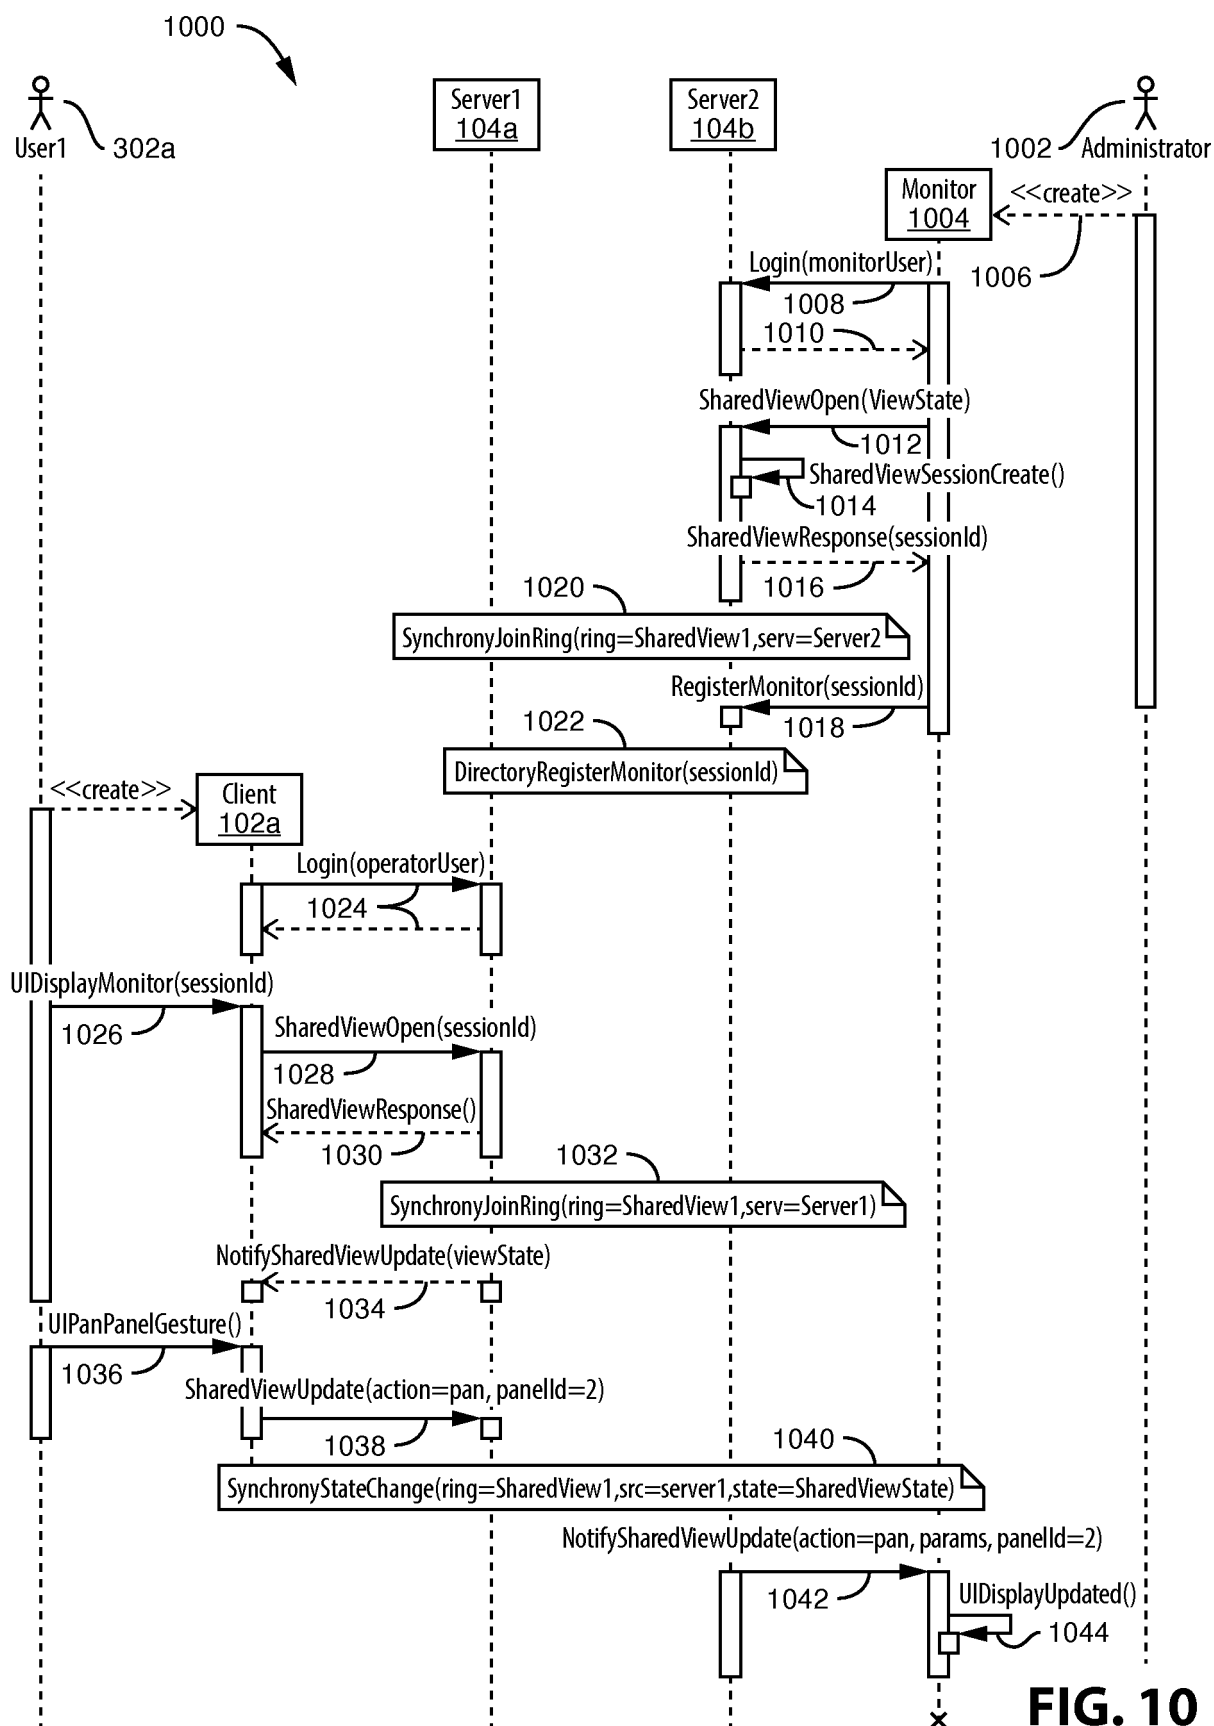 1000
User1
302a
Server1
104a
Server2
104b
1002
Administrator
Monitor
1004
<<create>>
1006
Login(monitorUser)
1008
1010
SharedViewOpen(ViewState)
1012
SharedViewSessionCreate()
1014
SharedViewResponse(sessionId)
1016
1020
SynchronyJoinRing(ring=SharedView1,serv=Server2
RegisterMonitor(sessionId)
1018
1022
DirectoryRegisterMonitor(sessionId)
<<create>>
Client
102a
Login(operatorUser)
1024
UIDisplayMonitor(sessionId)
1026
SharedViewOpen(sessionId)
1028
SharedViewResponse()
1030
1032
SynchronyJoinRing(ring=SharedView1,serv=Server1)
NotifySharedViewUpdate(viewState)
1034
UIPanPanelGesture()
1036
SharedViewUpdate(action=pan, panelId=2)
1038
1040
SynchronyStateChange(ring=SharedView1,src=server1,state=SharedViewState)
NotifySharedViewUpdate(action=pan, params, panelId=2)
1042
UIDisplayUpdated()
1044
FIG. 10